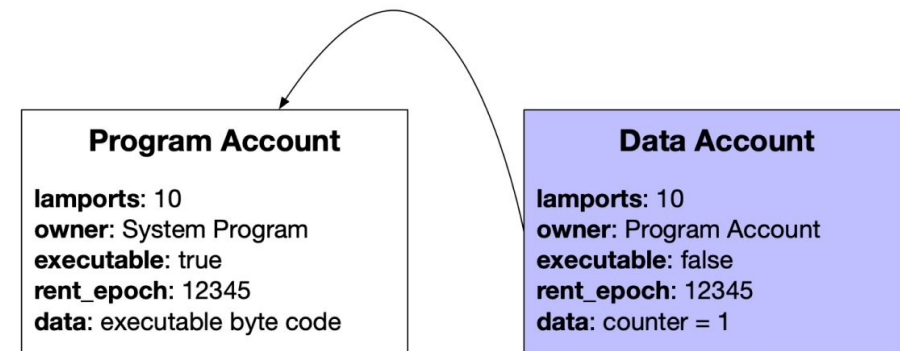 Program Account
lamports: 10
owner: System Program
executable: true
rent_epoch: 12345
data: executable byte code
Data Account
lamports: 10
owner: Program Account
executable: false
rent_epoch: 12345
data: counter = 1